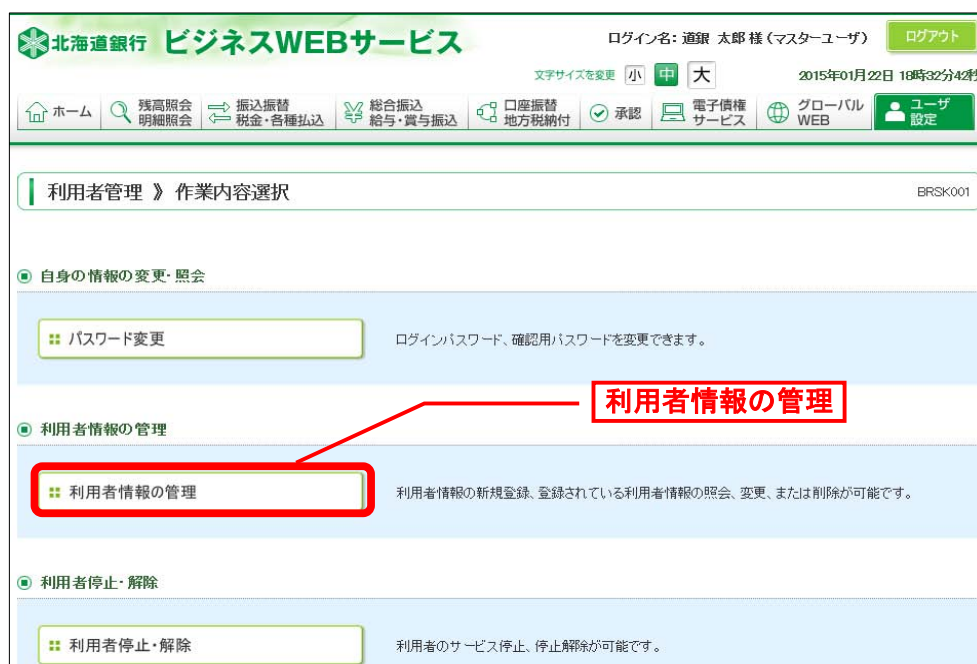 北海道銀行 ビジネスWEBサービス
ログイン名：道銀 太郎 様（マスターユーザ）
ログアウト
文字サイズを変更 小 中 大
2015年01月22日 18時32分42秒
ホーム
残高照会
明細照会
振込振替
税金・各種払込
総合振込
給与・賞与振込
口座振替
地方税納付
承認
電子債権
サービス
グローバル
WEB
ユーザ
設定
利用者管理 》 作業内容選択
BRSK001
自身の情報の変更・照会
パスワード変更
ログインパスワード、確認用パスワードを変更できます。
利用者情報の管理
利用者情報の管理
利用者情報の管理
利用者情報の新規登録、登録されている利用者情報の照会、変更、または削除が可能です。
利用者停止・解除
利用者停止・解除
利用者のサービス停止、停止解除が可能です。